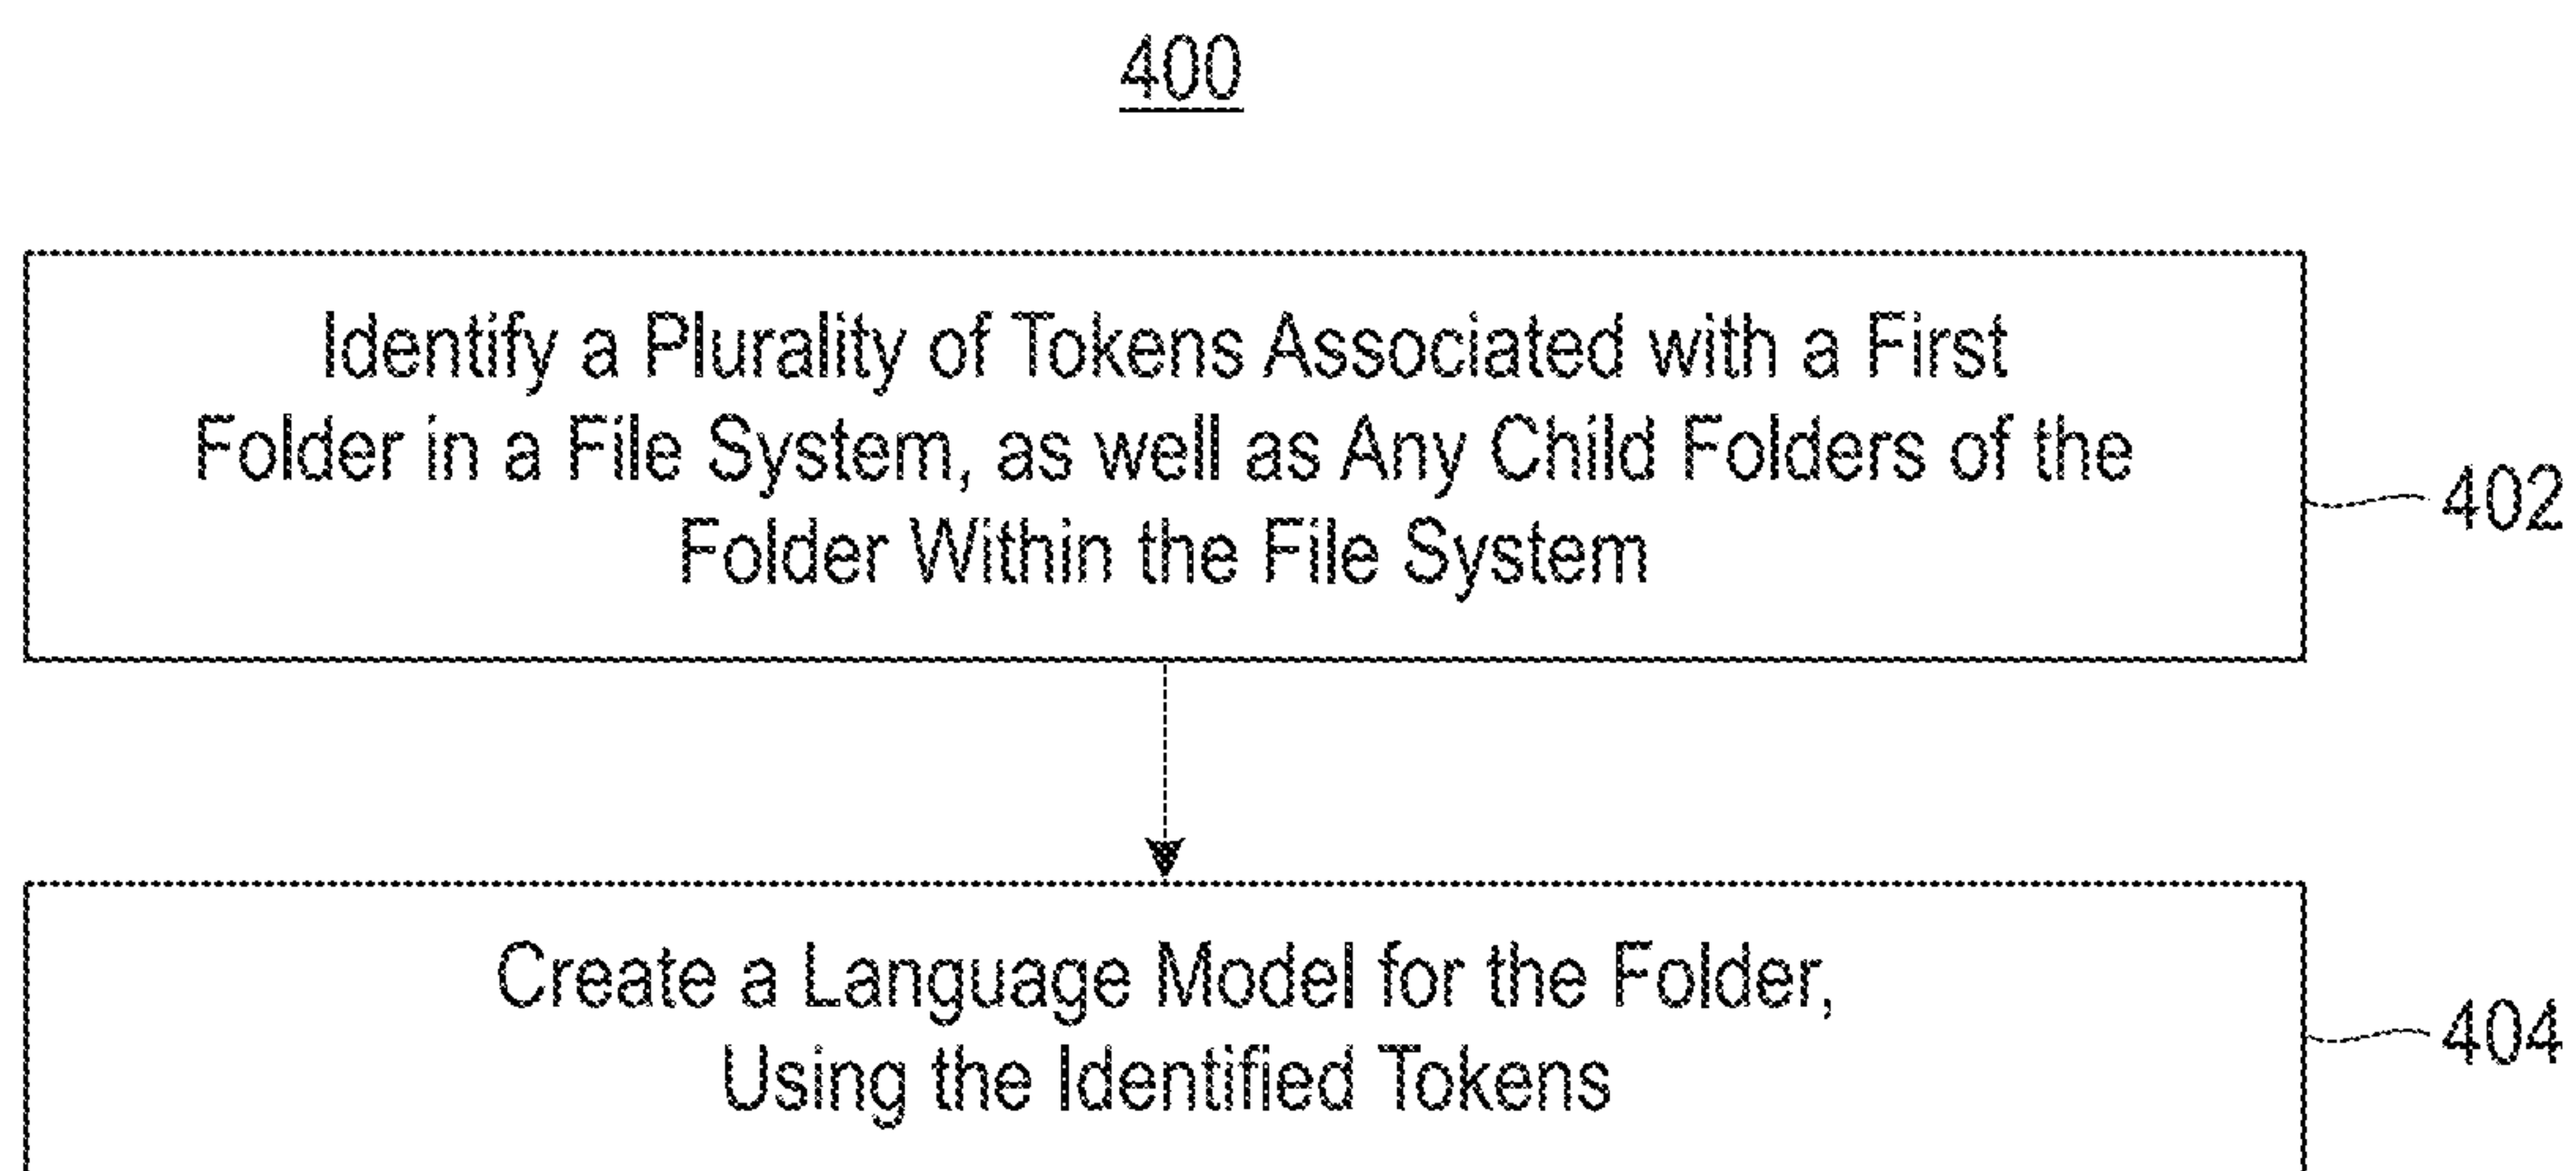 400
Identify a Plurality of Tokens Associated with a First
Folder in a File System, as well as Any Child Folders of the
Folder Within the File System
402
Create a Language Model for the Folder,
Using the Identified Tokens
404